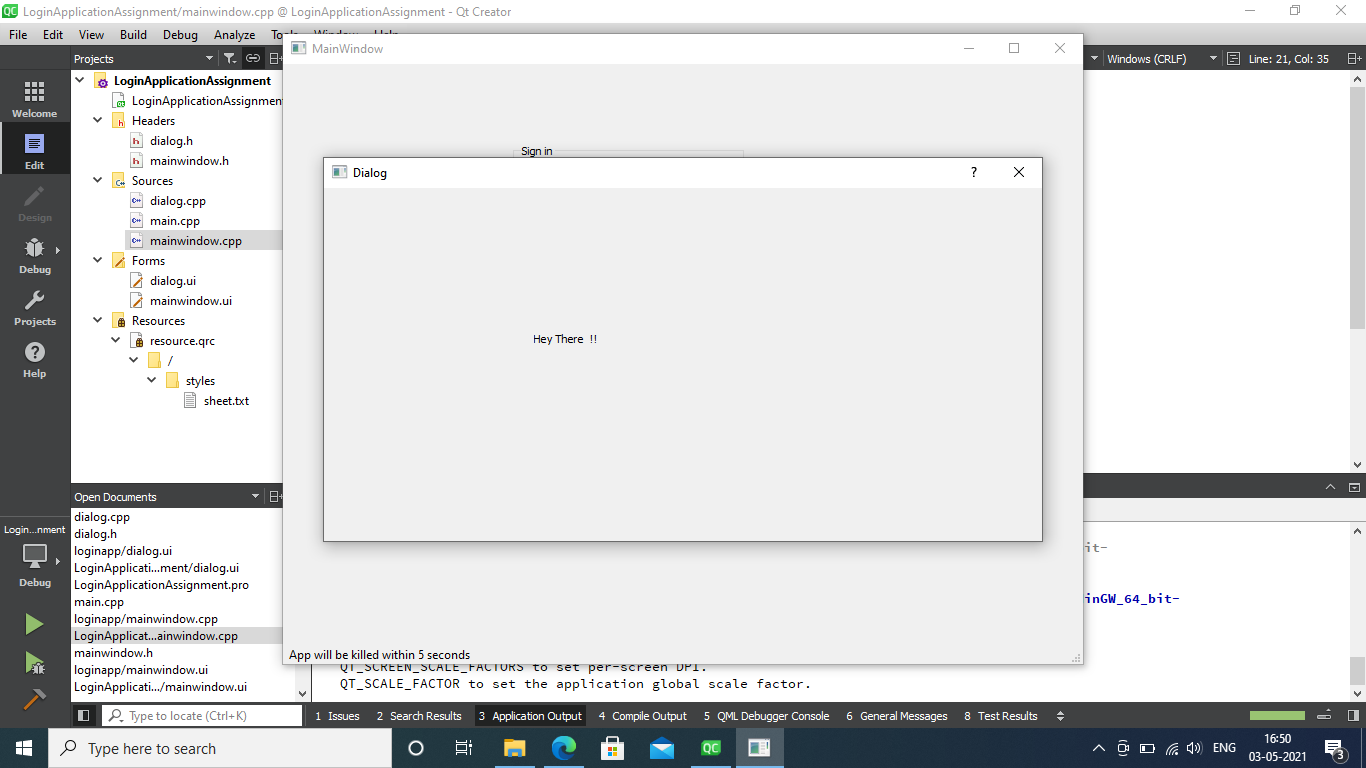 LoginApplicationAssignment/mainwindow.cpp @ LoginApplicationAssignment - Qt Creator
File Edit View Build Debug Analyze
MainWindow
Projects
Windows (CRLF) Line: 21, Col: 35
LoginApplicationAssignment
LoginApplicationAssignmen
Headers
dialog.h
mainwindow.h
Sources
dialog.cpp
main.cpp
mainwindow.cpp
Forms
dialog.ui
mainwindow.ui
Resources
resource.qrc
/
styles
sheet.txt
Welcome
Edit
Design
Debug
Projects
Help
Sign in
Dialog ?
Hey There !!
Open Documents
dialog.cpp
dialog.h
loginapp/dialog.ui
LoginApplicati...ment/dialog.ui
LoginApplicationAssignment.pro
main.cpp
loginapp/mainwindow.cpp
LoginApplicat...ainwindow.cpp
mainwindow.h
loginapp/mainwindow.ui
LoginApplicati.../mainwindow.ui
Login...nment
Debug
it-
inGW_64_bit-
App will be killed within 5 seconds
QT_SCREEN_SCALE_FACTORS to set per-screen DPI.
QT_SCALE_FACTOR to set the application global scale factor.
Type to locate (Ctrl+K) 1 Issues 2 Search Results 3 Application Output 4 Compile Output 5 QML Debugger Console 6 General Messages 8 Test Results
Type here to search
ENG
16:50
03-05-2021
3